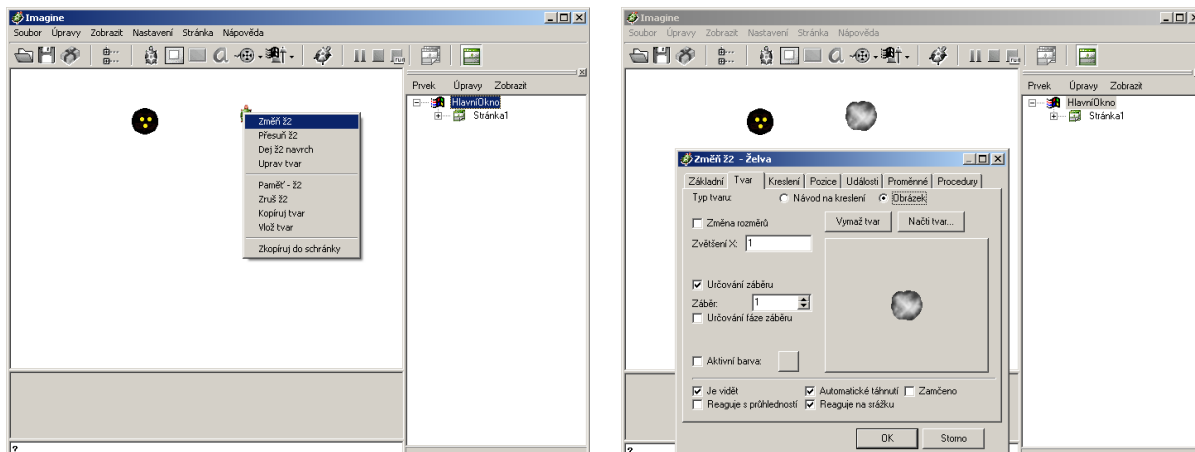 Imagine
Soubor Úpravy Zobrazit Nastavení Stránka Nápověda
Prvek Úpravy Zobrazit
HlavníOkno
Stránka1
Změň ž2
Přesuň ž2
Dej ž2 navrch
Uprav tvar
Paměť - ž2
Zruš ž2
Kopíruj tvar
Vlož tvar
Zkopíruj do schránky
?
Imagine
Soubor Úpravy Zobrazit Nastavení Stránka Nápověda
Prvek Úpravy Zobrazit
HlavníOkno
Stránka1
Změň ž2 - Želva
Základní Tvar Kreslení Pozice Události Proměnné Procedury
Typ tvaru: Návod na kreslení Obrázek
Změna rozměrů Vymaž tvar Načti tvar...
Zvětšení X: 1
Určování záběru
Záběr: 1
Určování fáze záběru
Aktivní barva:
Je vidět Automatické táhnutí Zamčeno
Reaguje s průhledností Reaguje na srážku
OK Storno
?